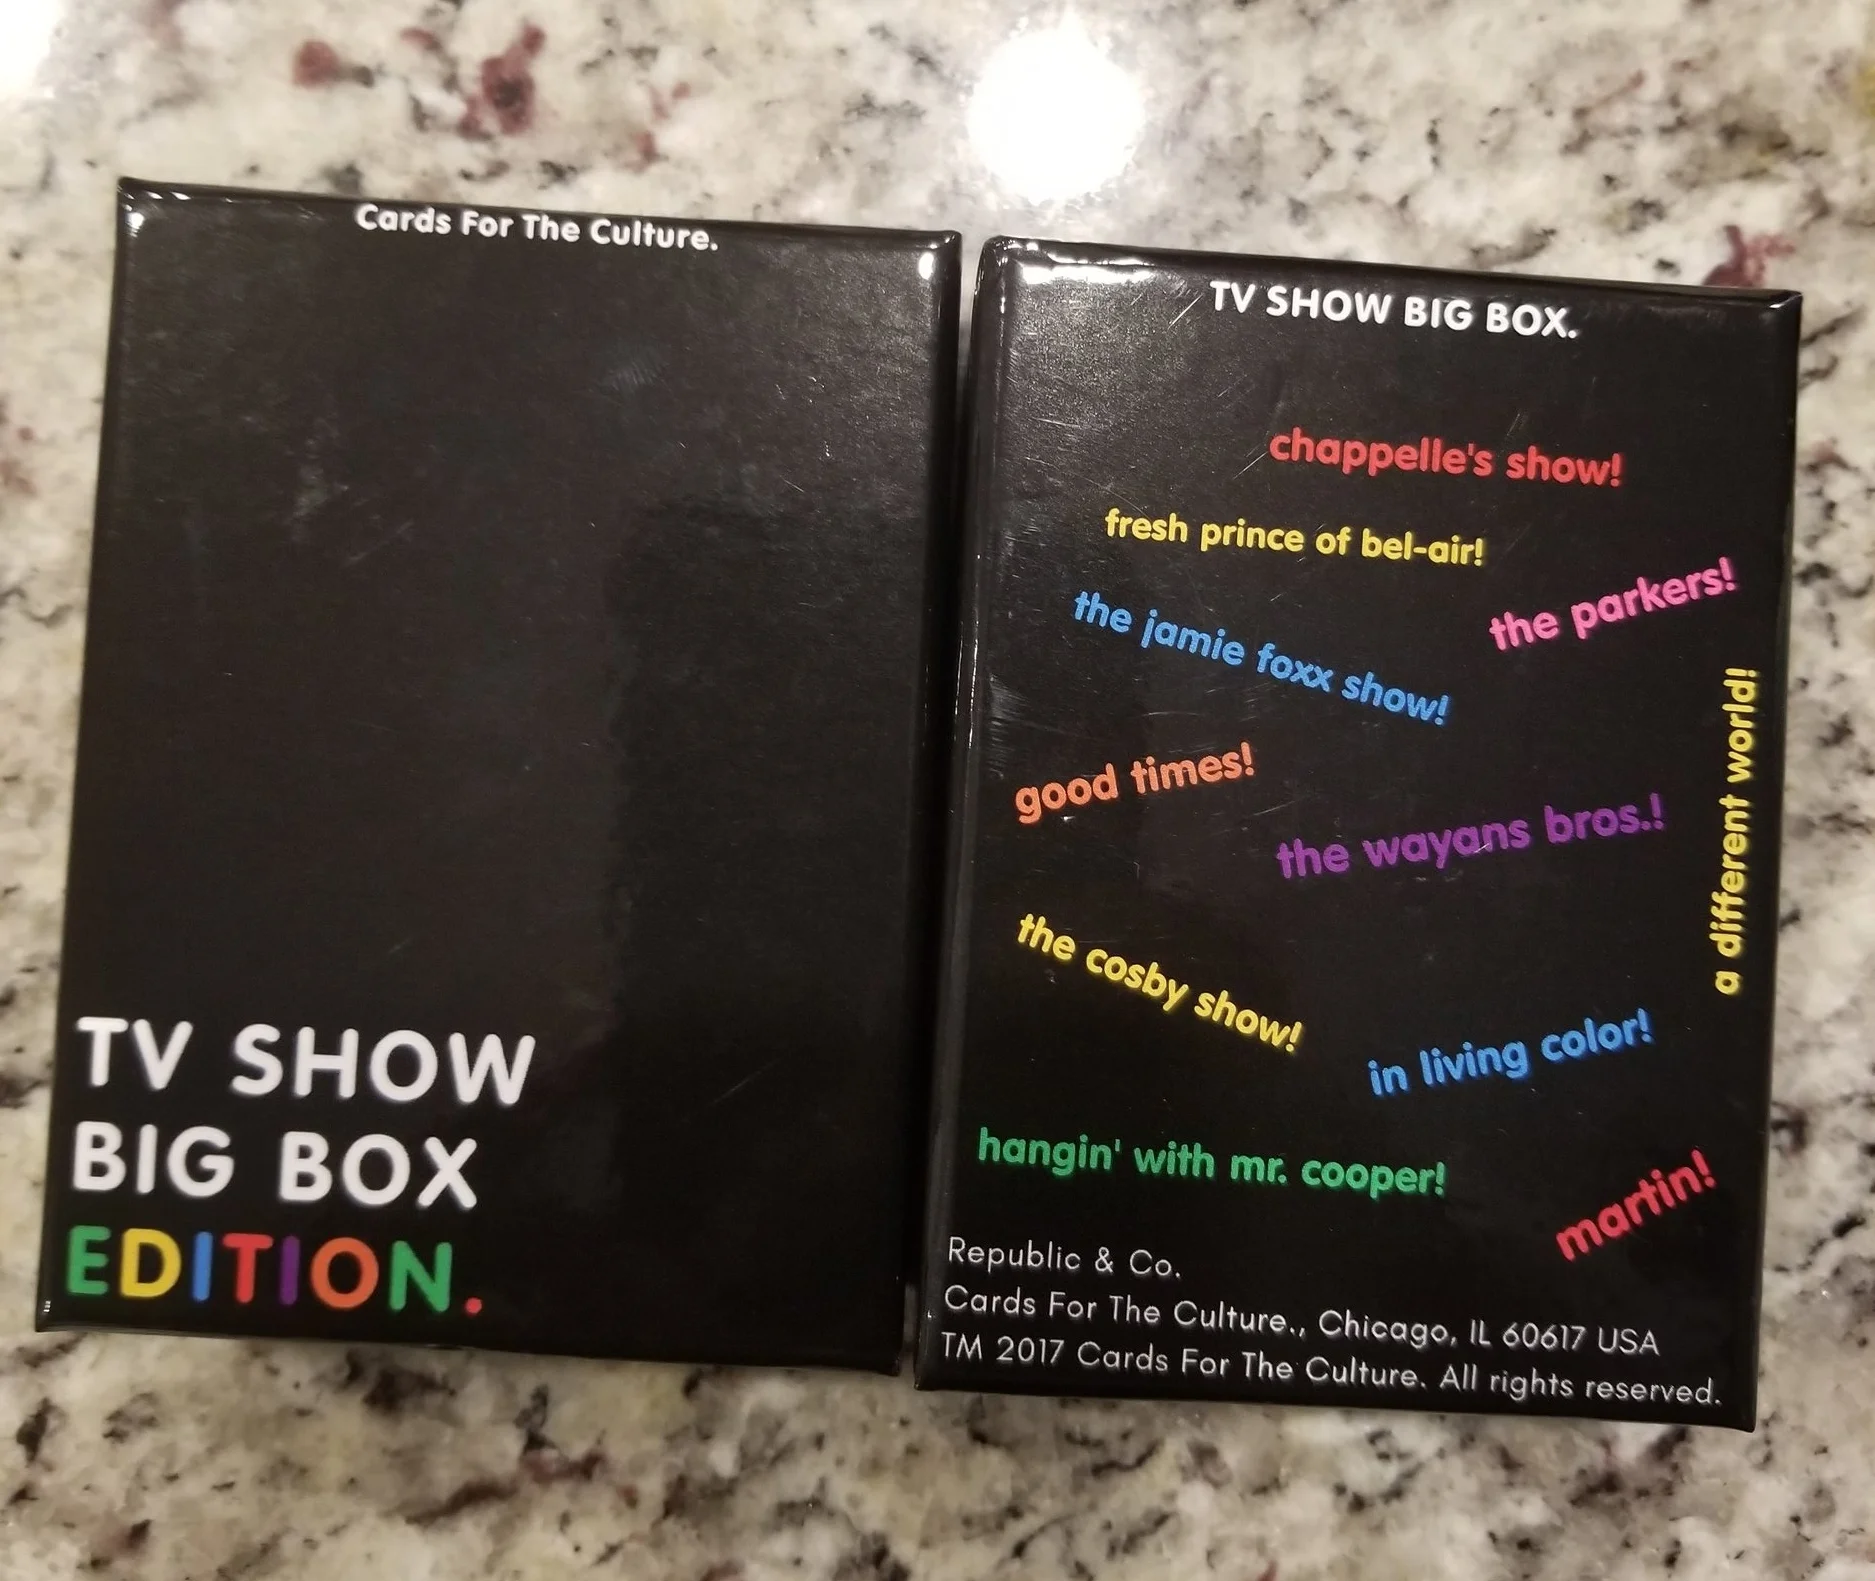 Cards For The Culture.
TV SHOW
BIG BOX
EDITION.
TV SHOW BIG BOX.
chappelle's show!
fresh prince of bel-air!
the parkers!
the jamie foxx show!
a different world!
good times!
the wayans bros.!
the cosby show!
in living color!
hangin' with mr. cooper!
martin!
Republic & Co.
Cards For The Culture., Chicago, IL 60617 USA
TM 2017 Cards For The Culture. All rights reserved.